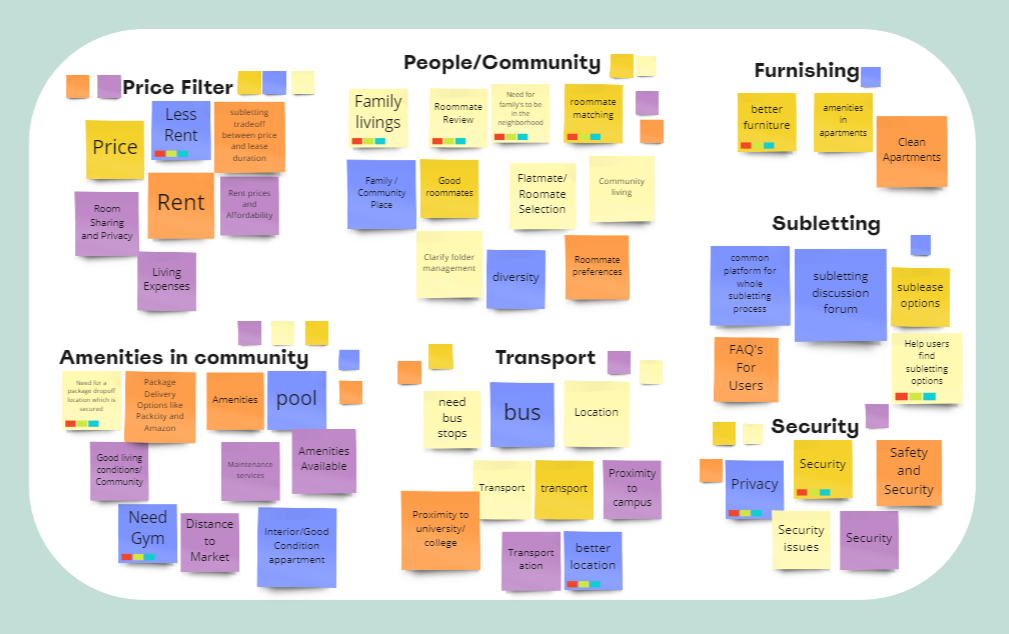 Price Filter
Price
Less
Rent
subletting
tradeoff
between price
and lease
duration
Room
Sharing
and Privacy
Rent
Rent prices
and
Affordability
Living
Expenses
People/Community
Family
livings
Roommate
Review
Need for
family's to be
in the
neighborhood
roommate
matching
Family /
Community
Place
Good
roommates
Flatmate/
Roomate
Selection
Community
living
Clarify folder
management
diversity
Roommate
preferences
Furnishing
better
furniture
amenities
in
apartments
Clean
Apartments
Subletting
common
platform for
whole
subletting
process
subletting
discussion
forum
sublease
options
FAQ's
For
Users
Help users
find
subletting
options
Amenities in community
Need for a
package dropoff
location which is
secured
Package
Delivery
Options like
Packcity and
Amazon
Amenities
pool
Good living
conditions/
Community
Maintenance
services
Amenities
Available
Need
Gym
Distance
to
Market
Interior/Good
Condition
appartment
Transport
need
bus
stops
bus
Location
Transport
transport
Proximity
to
campus
Proximity to
university/
college
Transport
ation
better
location
Security
Privacy
Security
Safety
and
Security
Security
issues
Security